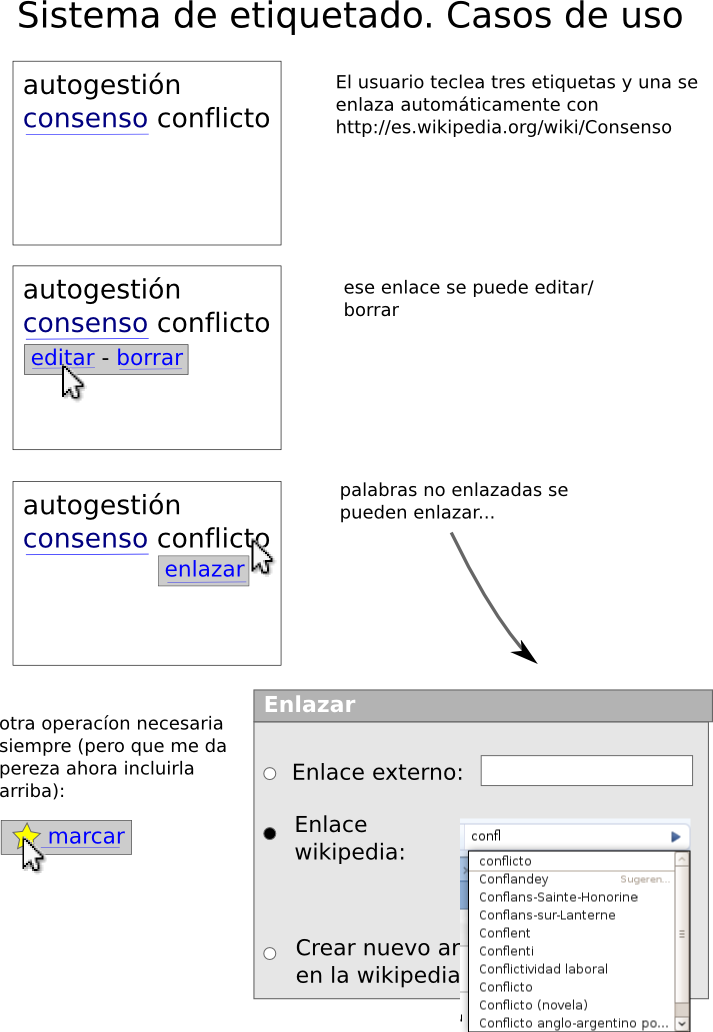 Sistema de etiquetado. Casos de uso
autogestión
consenso conflicto
El usuario teclea tres etiquetas y una se
enlaza automáticamente con
http://es.wikipedia.org/wiki/Consenso
autogestión
consenso conflicto
editar - borrar
ese enlace se puede editar/
borrar
autogestión
consenso conflicto
enlazar
palabras no enlazadas se
pueden enlazar...
otra operacíon necesaria
siempre (pero que me da
pereza ahora incluirla
arriba):
marcar
Enlazar
Enlace externo:
Enlace
wikipedia:
confl
conflicto
Conflandey Sugeren...
Conflans-Sainte-Honorine
Conflans-sur-Lanterne
Conflent
Conflenti
Conflictividad laboral
Conflicto
Conflicto (novela)
Conflicto anglo-argentino po...
Crear nuevo ar
en la wikipedia